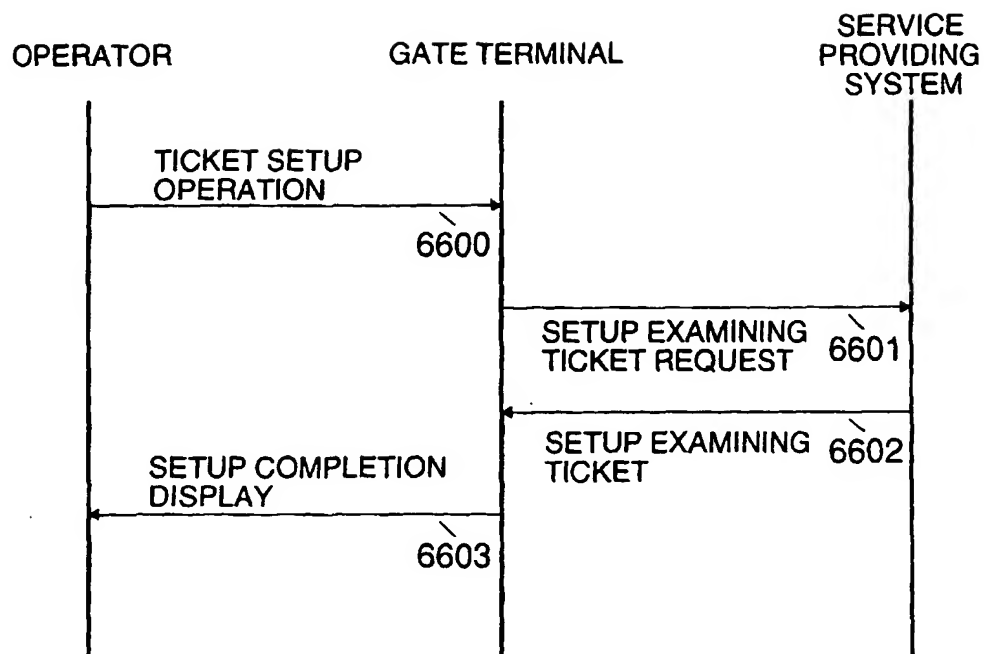 OPERATOR
GATE TERMINAL
SERVICE
PROVIDING
SYSTEM
TICKET SETUP
OPERATION
6600
SETUP EXAMINING
TICKET REQUEST
6601
SETUP EXAMINING
TICKET
6602
SETUP COMPLETION
DISPLAY
6603